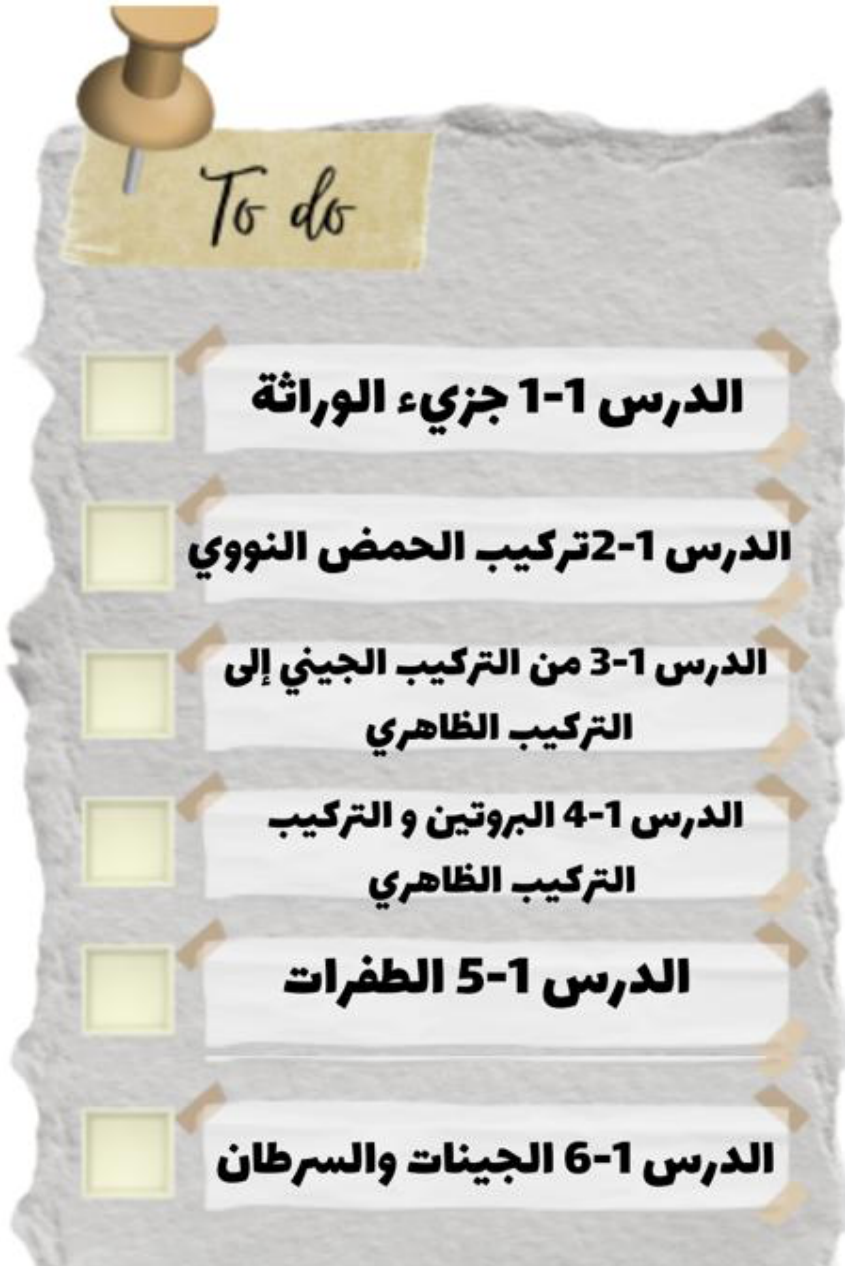 To do
الدرس 1-1 جزيء الوراثة
الدرس 1-2تركيب الحمض النووي
الدرس 1-3 من التركيب الجيني إلى
التركيب الظاهري
الدرس 1-4 البروتين و التركيب
التركيب الظاهري
الدرس 1-5 الطفرات
الدرس 1-6 الجينات والسرطان